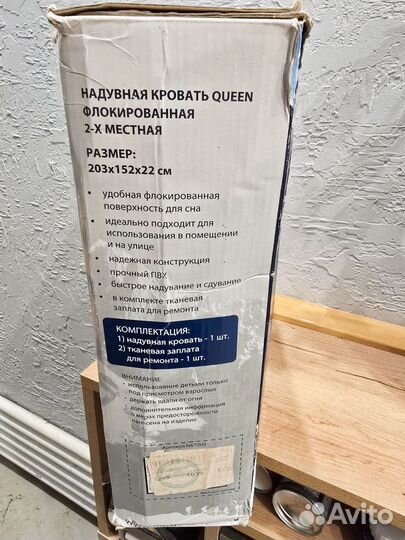 НАДУВНАЯ КРОВАТЬ QUEEN
ФЛОКИРОВАННАЯ
2-Х МЕСТНАЯ
РАЗМЕР:
203x152x22 см
• удобная флокированная
поверхность для сна
• идеально подходит для
использования в помещении
и на улице
• надежная конструкция
• прочный ПВХ
• быстрое надувание и сдувание
• в комплекте тканевая
заплата для ремонта
КОМПЛЕКТАЦИЯ:
1) надувная кровать - 1 шт.
2) тканевая заплата
для ремонта - 1 шт.
ВНИМАНИЕ:
• использование детьми только
под присмотром взрослых
• держать вдали от огня
• дополнительная информация
о мерах предосторожности
нанесена на изделие
Артикул №
Avito